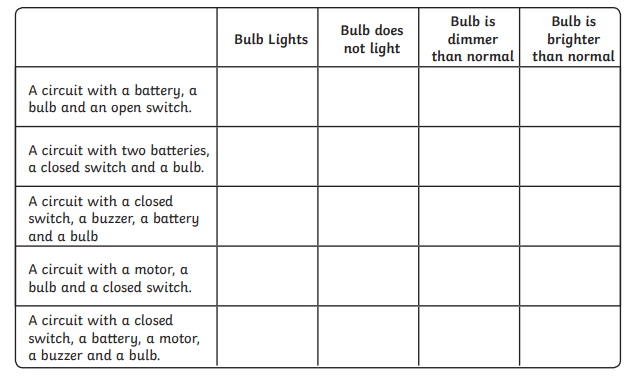 Bulb Lights
Bulb does
not light
Bulb is
dimmer
than normal
Bulb is
brighter
than normal
A circuit with a battery, a
bulb and an open switch.
A circuit with two batteries,
a closed switch and a bulb.
A circuit with a closed
switch, a buzzer, a battery
and a bulb
A circuit with a motor, a
bulb and a closed switch.
A circuit with a closed
switch, a battery, a motor,
a buzzer and a bulb.